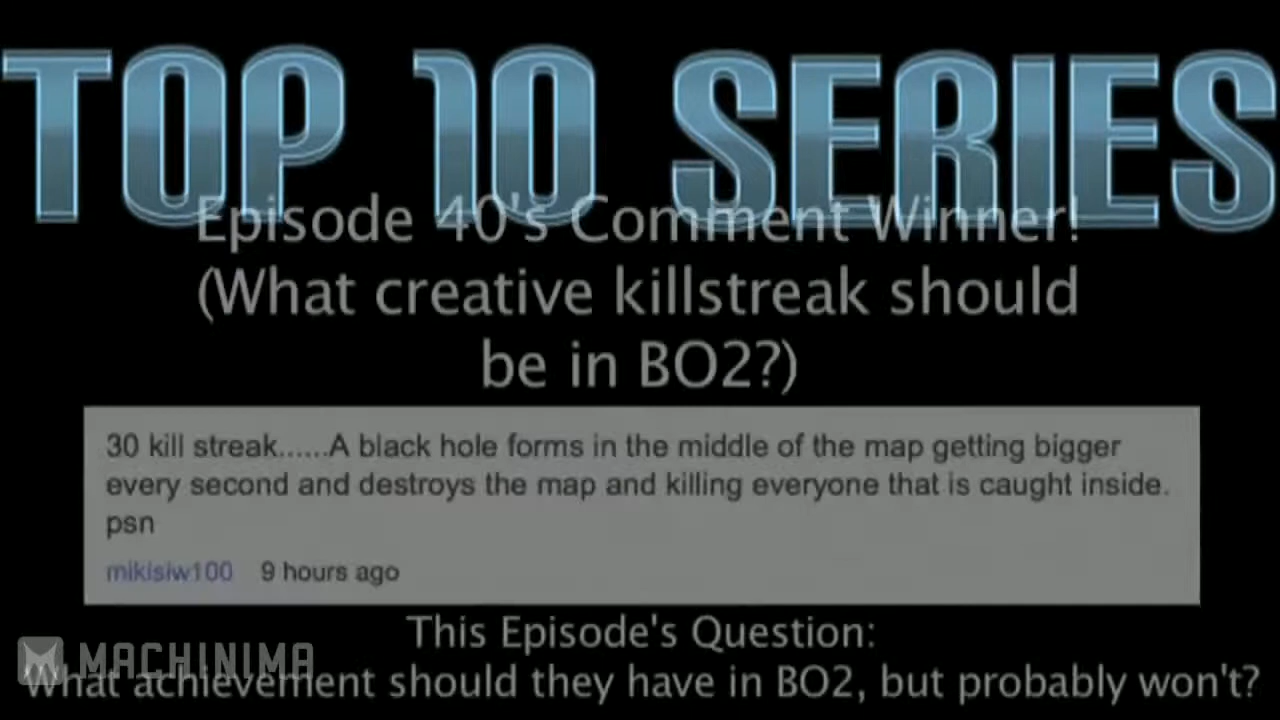 TOP 10 SERIES
Episode 40's Comment Winner!
(What creative killstreak should
be in BO2?)
30 kill streak......A black hole forms in the middle of the map getting bigger
every second and destroys the map and killing everyone that is caught inside.
psn
mikisiw100 9 hours ago
This Episode's Question:
MACHINIMA
What achievement should they have in BO2, but probably won't?